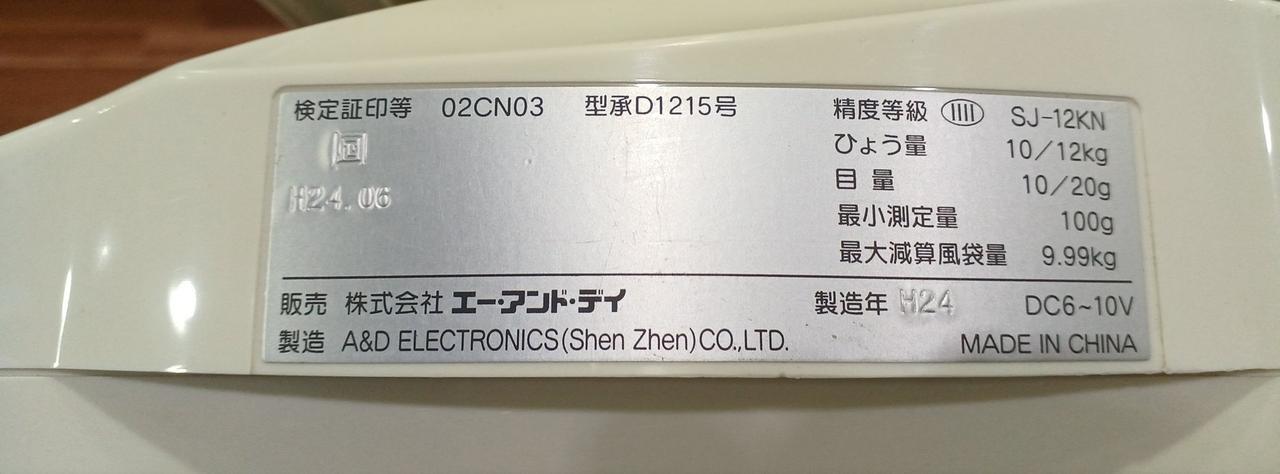 検定証印等 02CN03 型承D1215号
H24.06
精度等級 IIII SJ-12KN
ひょう量 10/12kg
目量 10/20g
最小測定量 100g
最大減算風袋量 9.99kg
販売 株式会社 エー・アンド・デイ
製造年 H24 DC6~10V
製造 A&D ELECTRONICS(Shen Zhen)CO.,LTD.
MADE IN CHINA